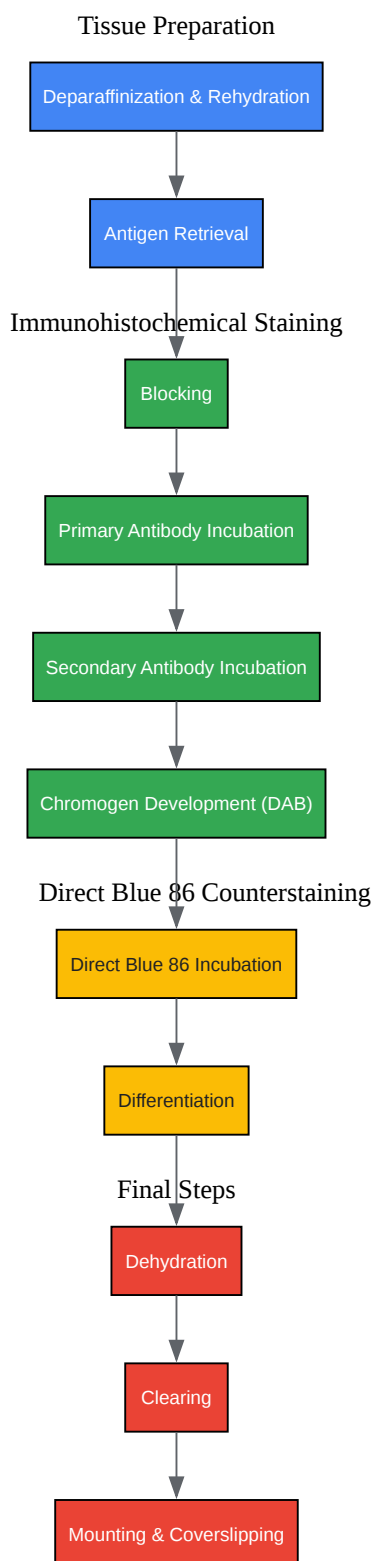 Tissue Preparation
Deparaffinization & Rehydration
Antigen Retrieval
Immunohistochemical Staining
Blocking
Primary Antibody Incubation
Secondary Antibody Incubation
Chromogen Development (DAB)
Direct Blue 86 Counterstaining
Direct Blue 86 Incubation
Differentiation
Final Steps
Dehydration
Clearing
Mounting & Coverslipping